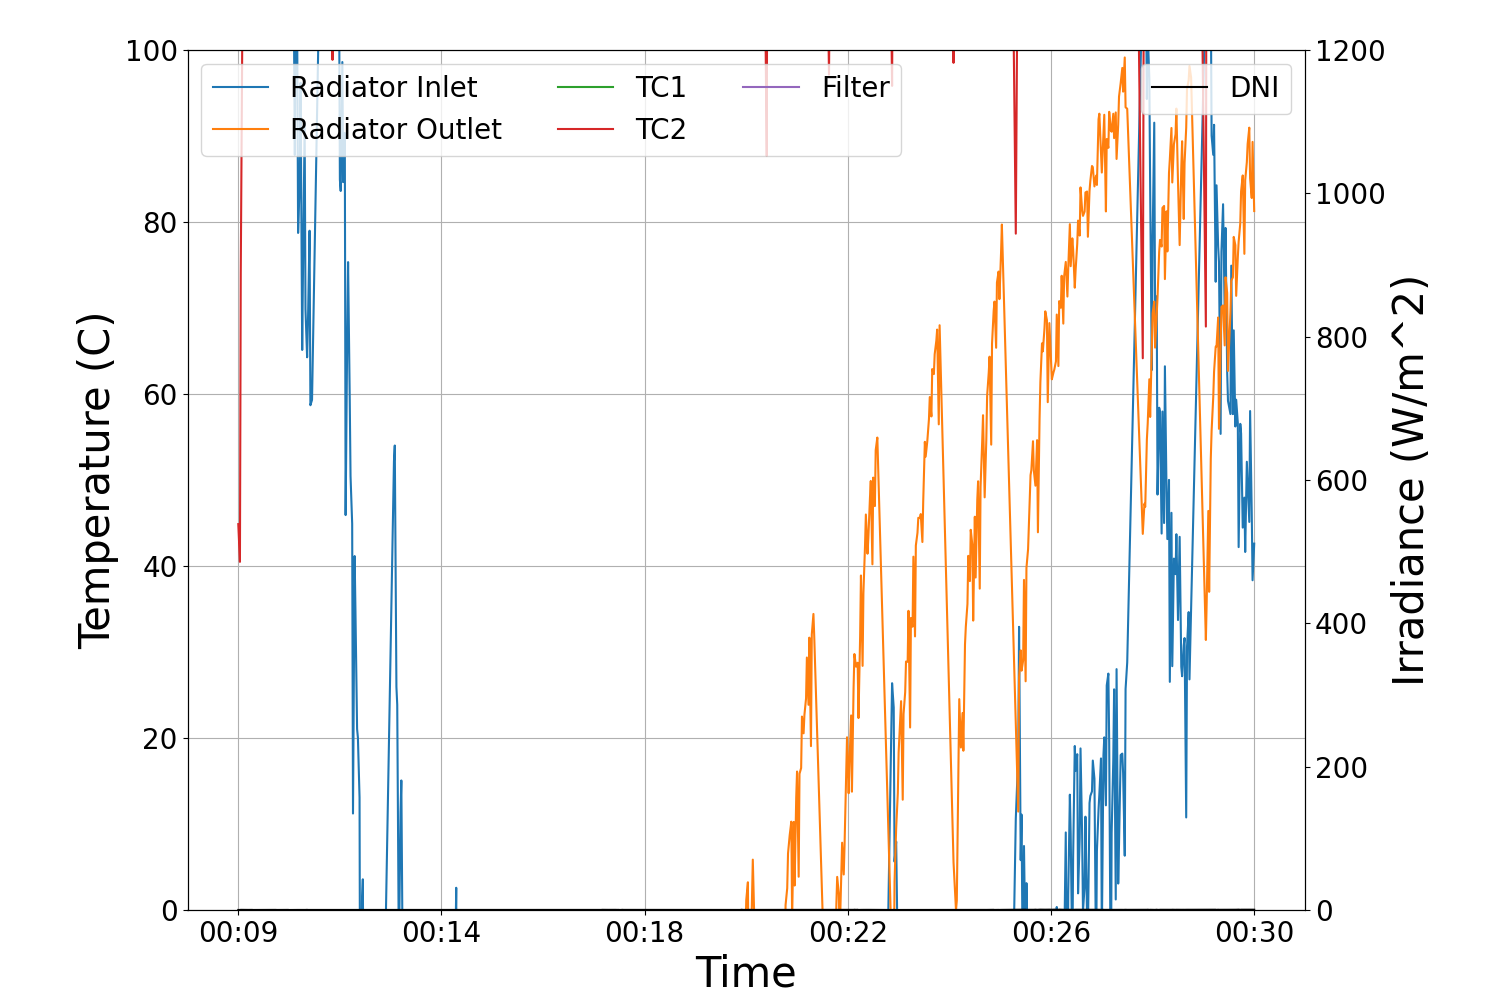 100
80
60
40
20
0
Temperature (C)
Radiator Inlet
Radiator Outlet
TC1
TC2
Filter
DNI
1200
1000
800
600
400
200
0
Irradiance (W/m^2)
00:09 00:14 00:18 00:22 00:26 00:30
Time